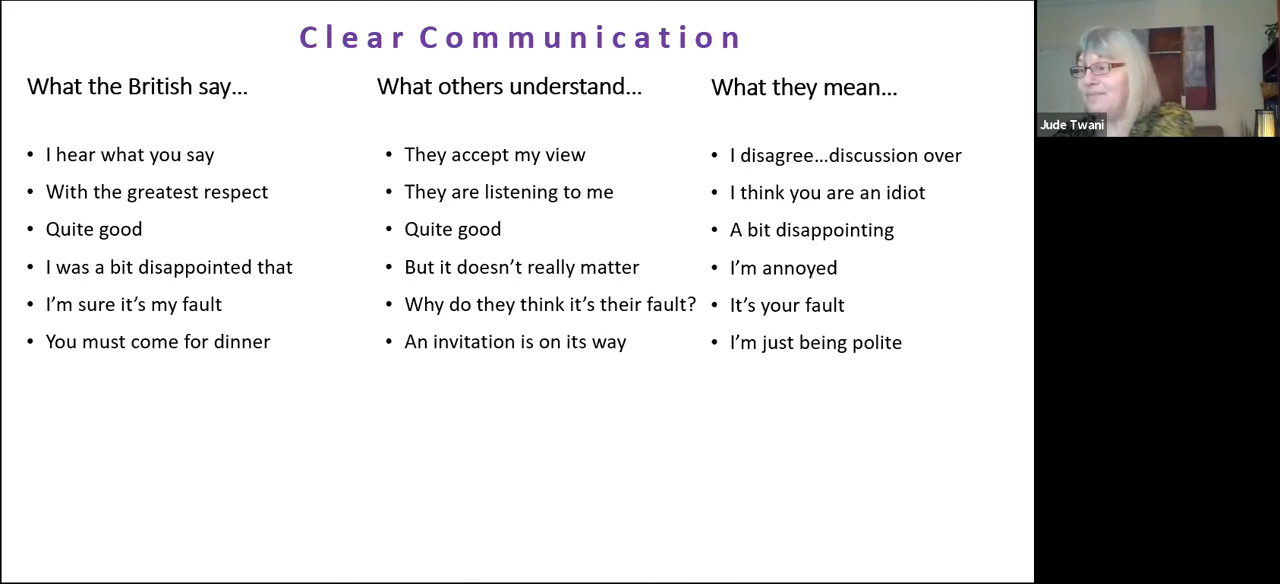 Clear Communication
What the British say...
What others understand...
What they mean...
• I hear what you say
• They accept my view
• I disagree...discussion over
• With the greatest respect
• They are listening to me
• I think you are an idiot
• Quite good
• Quite good
• A bit disappointing
• I was a bit disappointed that
• But it doesn't really matter
• I'm annoyed
• I'm sure it's my fault
• Why do they think it's their fault?
• It's your fault
• You must come for dinner
• An invitation is on its way
• I'm just being polite
Jude Twani